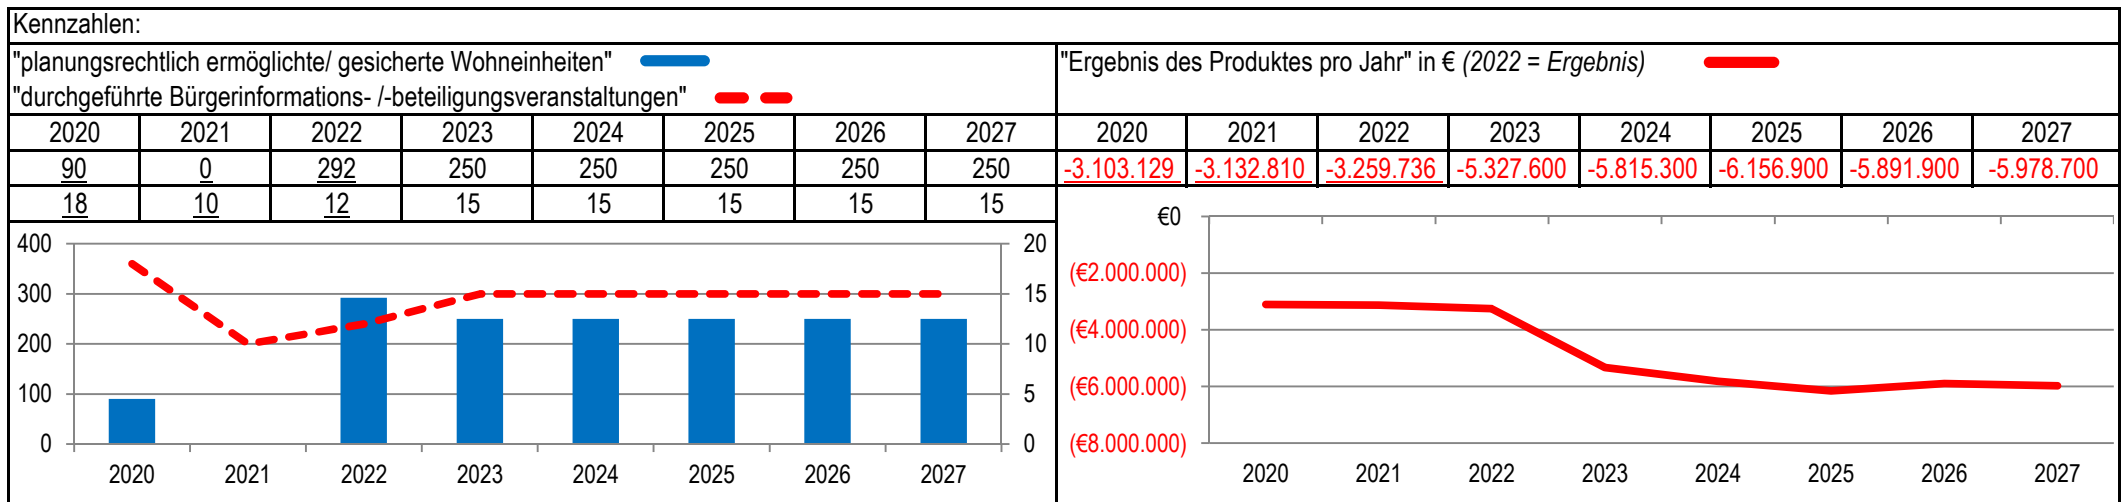 Kennzahlen:
"planungsrechtlich ermöglichte/ gesicherte Wohneinheiten"
"durchgeführte Bürgerinformations- /-beteiligungsveranstaltungen"
2020 2021 2022 2023 2024 2025 2026 2027
90 0 292 250 250 250 250 250
18 10 12 15 15 15 15 15
400
300
200
100
0
20
15
10
5
0
2020 2021 2022 2023 2024 2025 2026 2027
"Ergebnis des Produktes pro Jahr" in € (2022 = Ergebnis)
2020 2021 2022 2023 2024 2025 2026 2027
-3.103.129 -3.132.810 -3.259.736 -5.327.600 -5.815.300 -6.156.900 -5.891.900 -5.978.700
€0
(€2.000.000)
(€4.000.000)
(€6.000.000)
(€8.000.000)
2020 2021 2022 2023 2024 2025 2026 2027